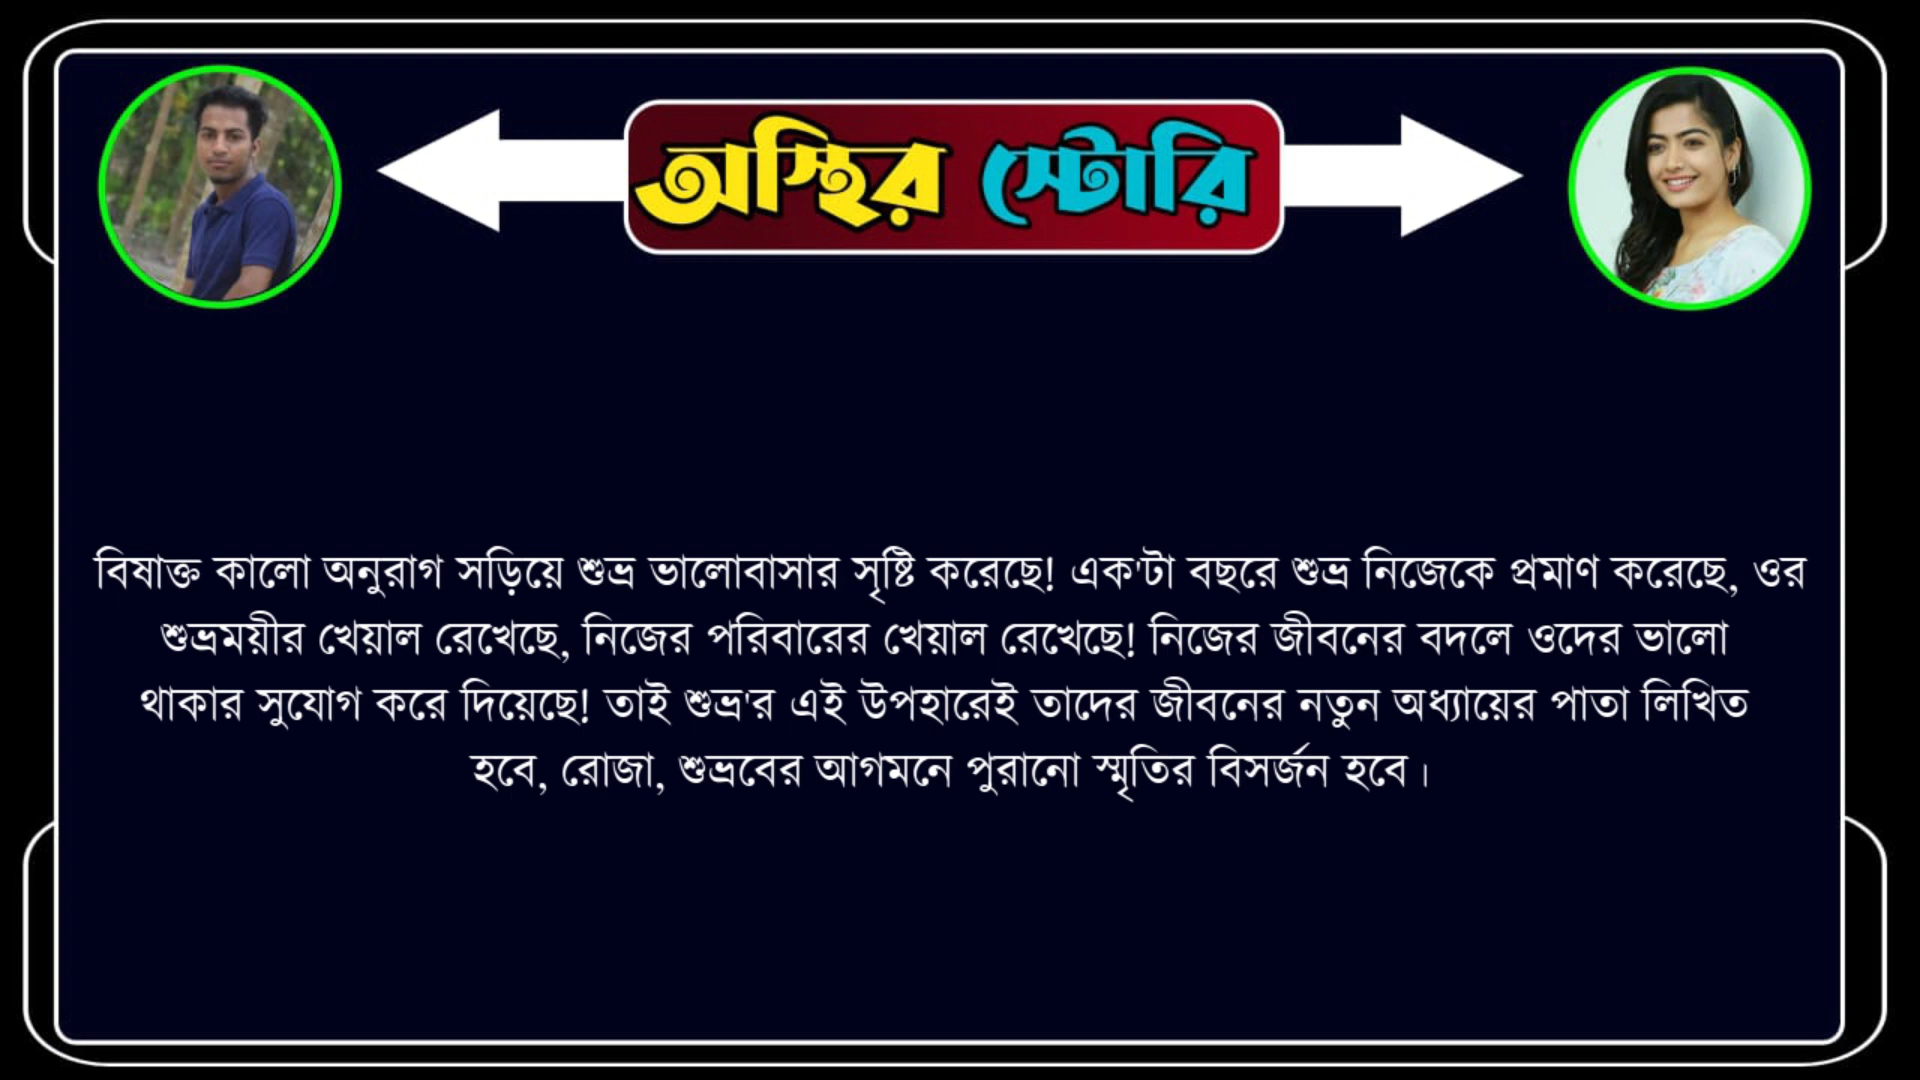 অস্থির স্টোরি
বিষাক্ত কালো অনুরাগ সড়িয়ে শুভ্র ভালোবাসার সৃষ্টি করেছে! এক'টা বছরে শুভ্র নিজেকে প্রমাণ করেছে, ওর
শুভ্রময়ীর খেয়াল রেখেছে, নিজের পরিবারের খেয়াল রেখেছে! নিজের জীবনের বদলে ওদের ভালো
থাকার সুযোগ করে দিয়েছে! তাই শুভ্র'র এই উপহারেই তাদের জীবনের নতুন অধ্যায়ের পাতা লিখিত
হবে, রোজা, শুভ্রবের আগমনে পুরানো স্মৃতির বিসর্জন হবে।